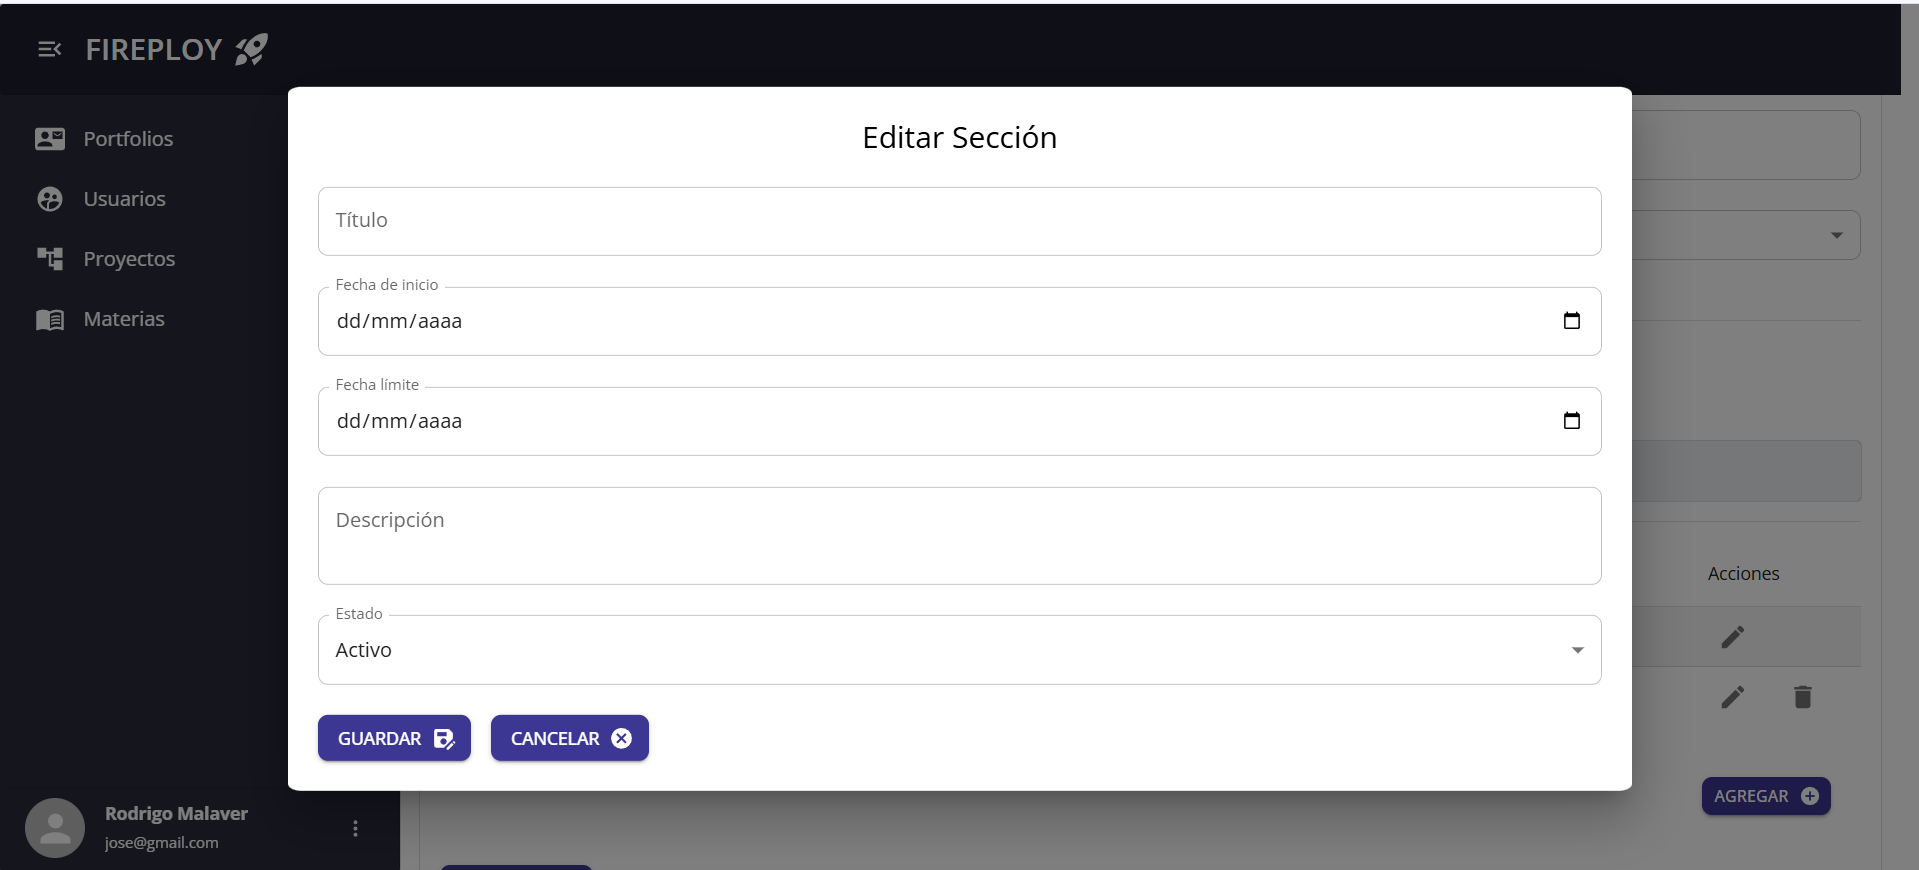 FIREPLOY
Portfolios
Usuarios
Proyectos
Materias
Editar Sección
Título
Fecha de inicio
dd/mm/aaaa
Fecha límite
dd/mm/aaaa
Descripción
Estado
Activo
GUARDAR
CANCELAR
Acciones
AGREGAR
Rodrigo Malaver
jose@gmail.com